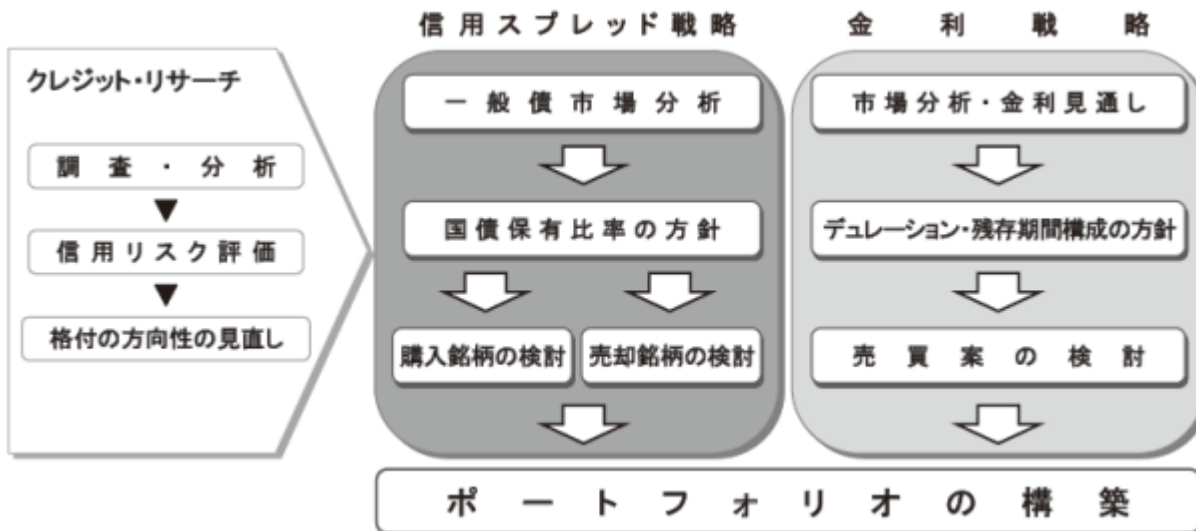 クレジット・リサーチ
調査・分析
信用リスク評価
格付の方向性の見直し
信用スプレッド戦略
一般債市場分析
国債保有比率の方針
購入銘柄の検討
売却銘柄の検討
金利戦略
市場分析・金利見通し
デュレーション・残存期間構成の方針
売買案の検討
ポートフォリオの構築